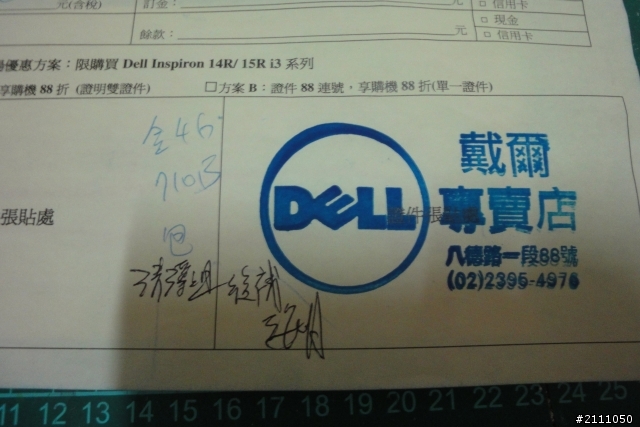 元(含稅)
訂金：
元
□ 信用卡
□ 現金
餘款：
元
□ 信用卡
優惠方案：限購買 Dell Inspiron 14R/ 15R i3 系列
享購機 88 折 (證明雙證件)
□方案 B：證件 88 連號，享購機 88 折(單一證件)
張貼處
DELL
戴爾
專賣店
八德路一段88號
(02)2395-4976
11 12 13 14 15 16 17 18 19 20 21 22 23 24 25
#2111050